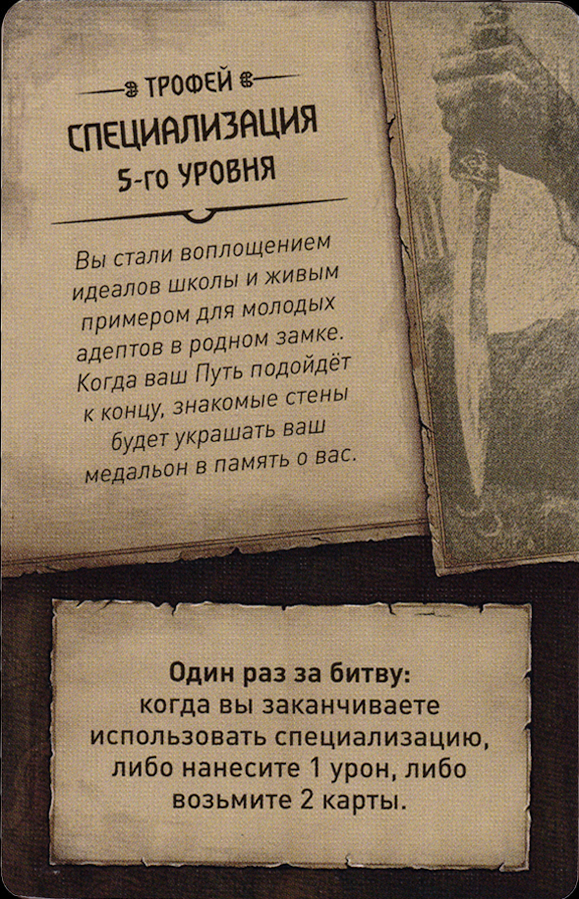 ТРОФЕЙ
СПЕЦИАЛИЗАЦИЯ
5-го УРОВНЯ
Вы стали воплощением
идеалов школы и живым
примером для молодых
адептов в родном замке.
Когда ваш Путь подойдёт
к концу, знакомые стены
будет украшать ваш
медальон в память о вас.
Один раз за битву:
когда вы заканчиваете
использовать специализацию,
либо нанесите 1 урон, либо
возьмите 2 карты.